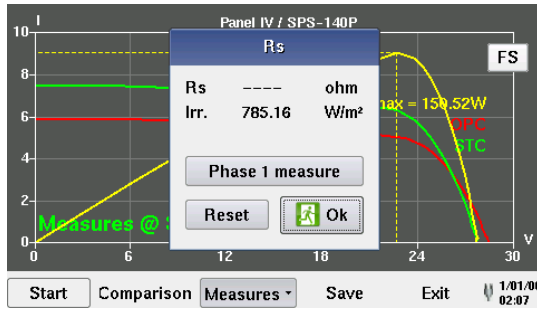 I
Panel IV / SPS-140P
10
8
6
4
2
0
Rs
FS
Rs ---- ohm
Irr. 785.16 W/m²
max = 150.52W
OPC
STC
Phase 1 measure
Reset Ok
Measures @
0 6 12 18 24 30 V
Start Comparison Measures Save Exit
1/01/0
02:07